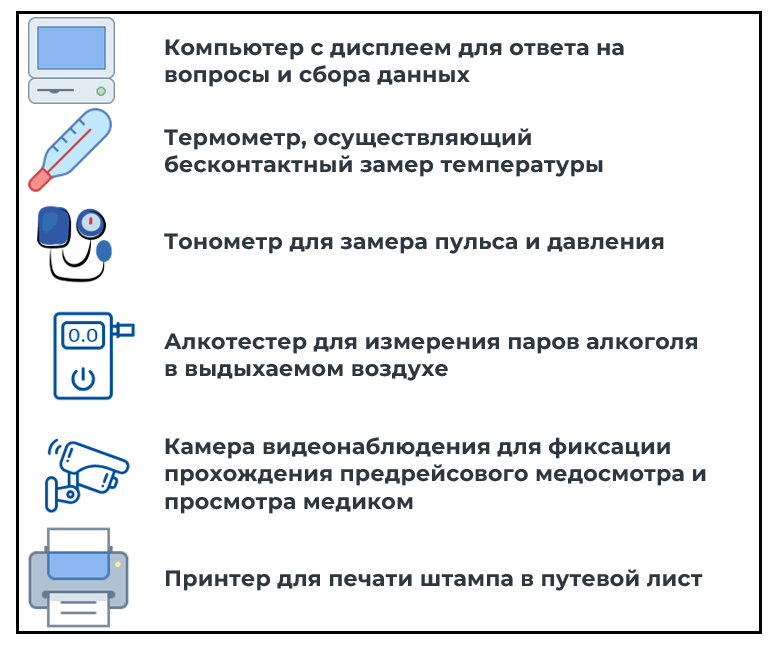 Компьютер с дисплеем для ответа на
вопросы и сбора данных
Термометр, осуществляющий
бесконтактный замер температуры
Тонометр для замера пульса и давления
0.0
Алкотестер для измерения паров алкоголя
в выдыхаемом воздухе
Камера видеонаблюдения для фиксации
прохождения предрейсового медосмотра и
просмотра медиком
Принтер для печати штампа в путевой лист